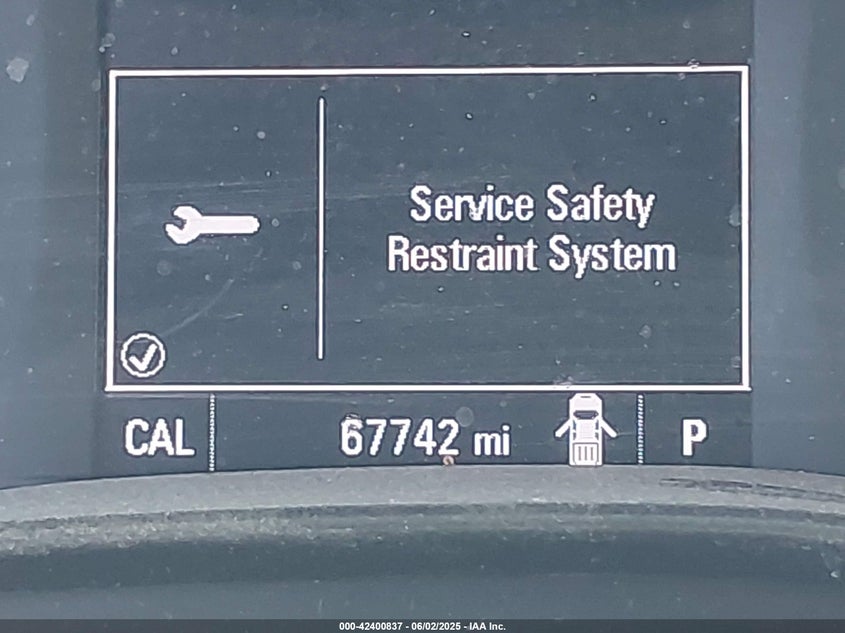 Service Safety
Restraint System
CAL 67742 mi P
000-42400837 - 06/02/2025 - IAA Inc.